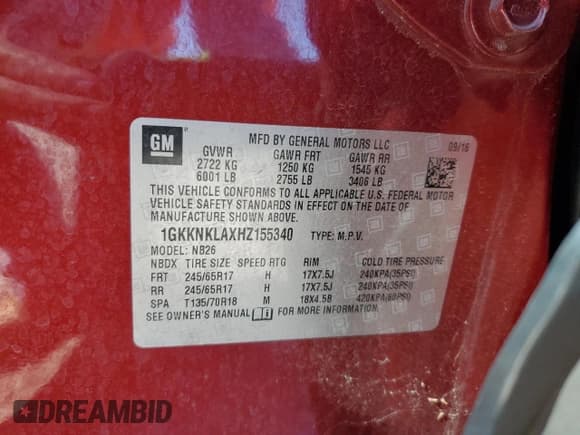 GM
MFD BY GENERAL MOTORS LLC
09/16
GVWR GAWR FRT GAWR RR
2722 KG 1250 KG 1545 KG
6001 LB 2755 LB 3406 LB
THIS VEHICLE CONFORMS TO ALL APPLICABLE U.S. FEDERAL MOTOR
VEHICLE SAFETY STANDARDS IN EFFECT ON THE DATE OF
MANUFACTURE SHOWN ABOVE.
1GKKNKLAXHZ155340 TYPE: M.P.V.
MODEL: NB26
NBDX TIRE SIZE SPEED RTG RIM COLD TIRE PRESSURE
FRT 245/65R17 H 17X7.5J 240KPA(35PSI)
RR 245/65R17 H 17X7.5J 240KPA(35PSI)
SPA T135/70R18 M 18X4.5B 420KPA(60PSI)
SEE OWNER'S MANUAL FOR MORE INFORMATION.
DREAMBID